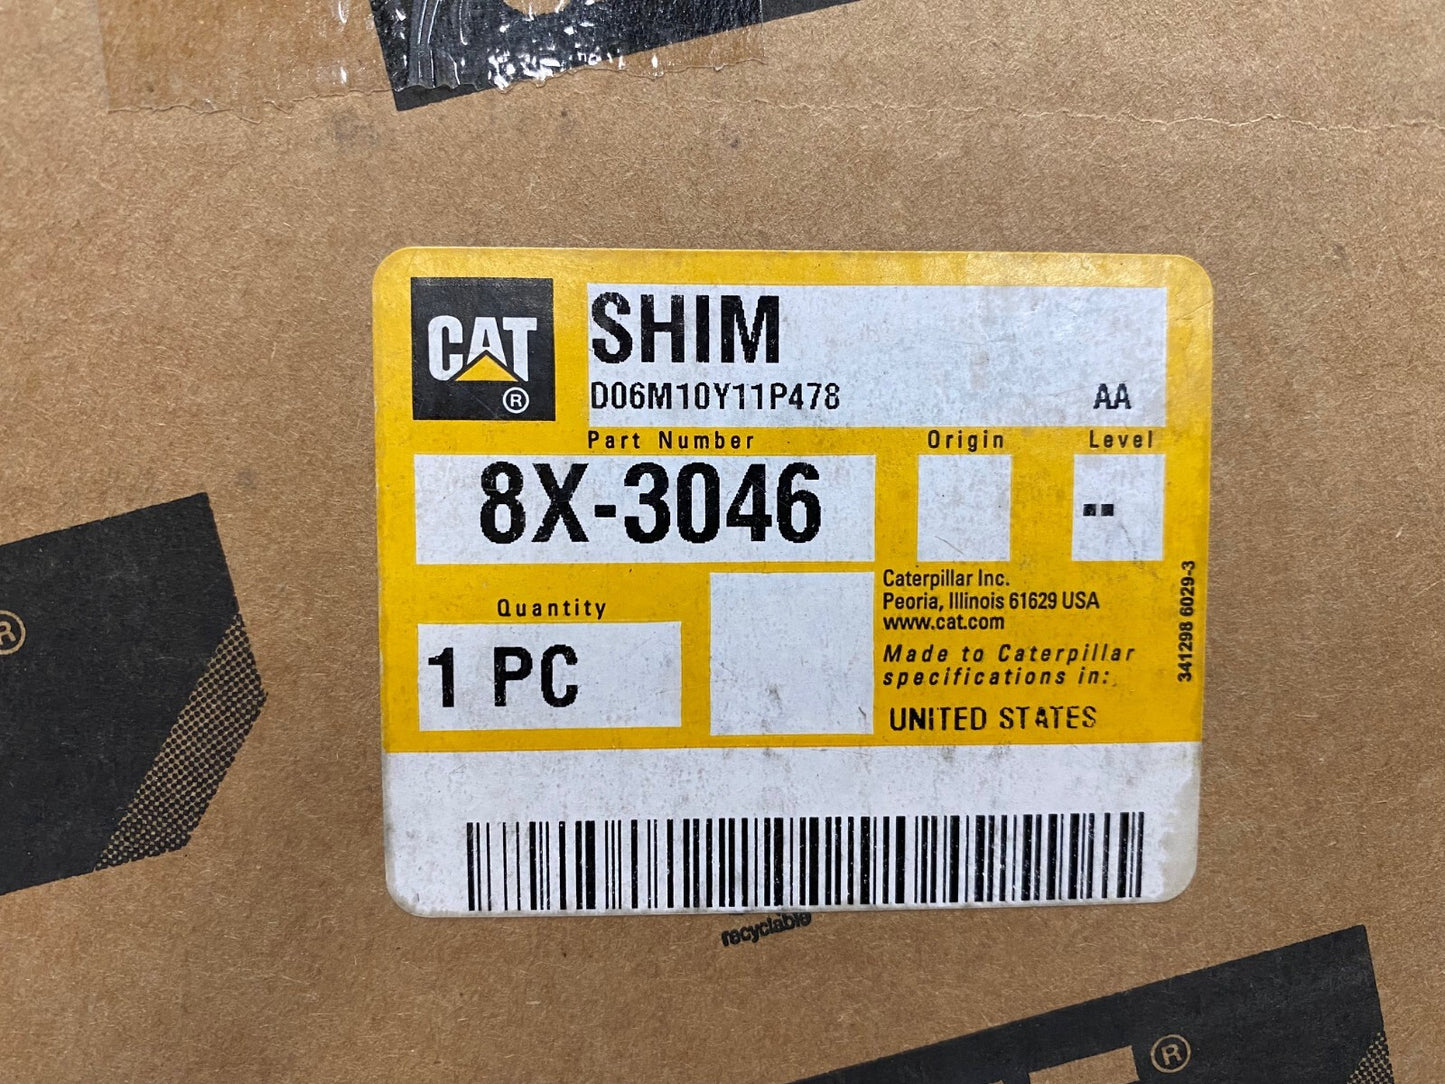 CAT
®
SHIM
D06M10Y11P478 AA
Part Number Origin Level
8X-3046 --
Quantity
1 PC
Caterpillar Inc.
Peoria, Illinois 61629 USA
www.cat.com
Made to Caterpillar
specifications in:
UNITED STATES
341298 6029-3
recyclable
®
®